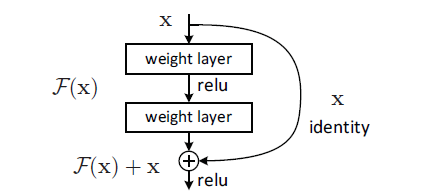 x
weight layer
relu
F(x)
weight layer
x
identity
F(x) + x
+
relu